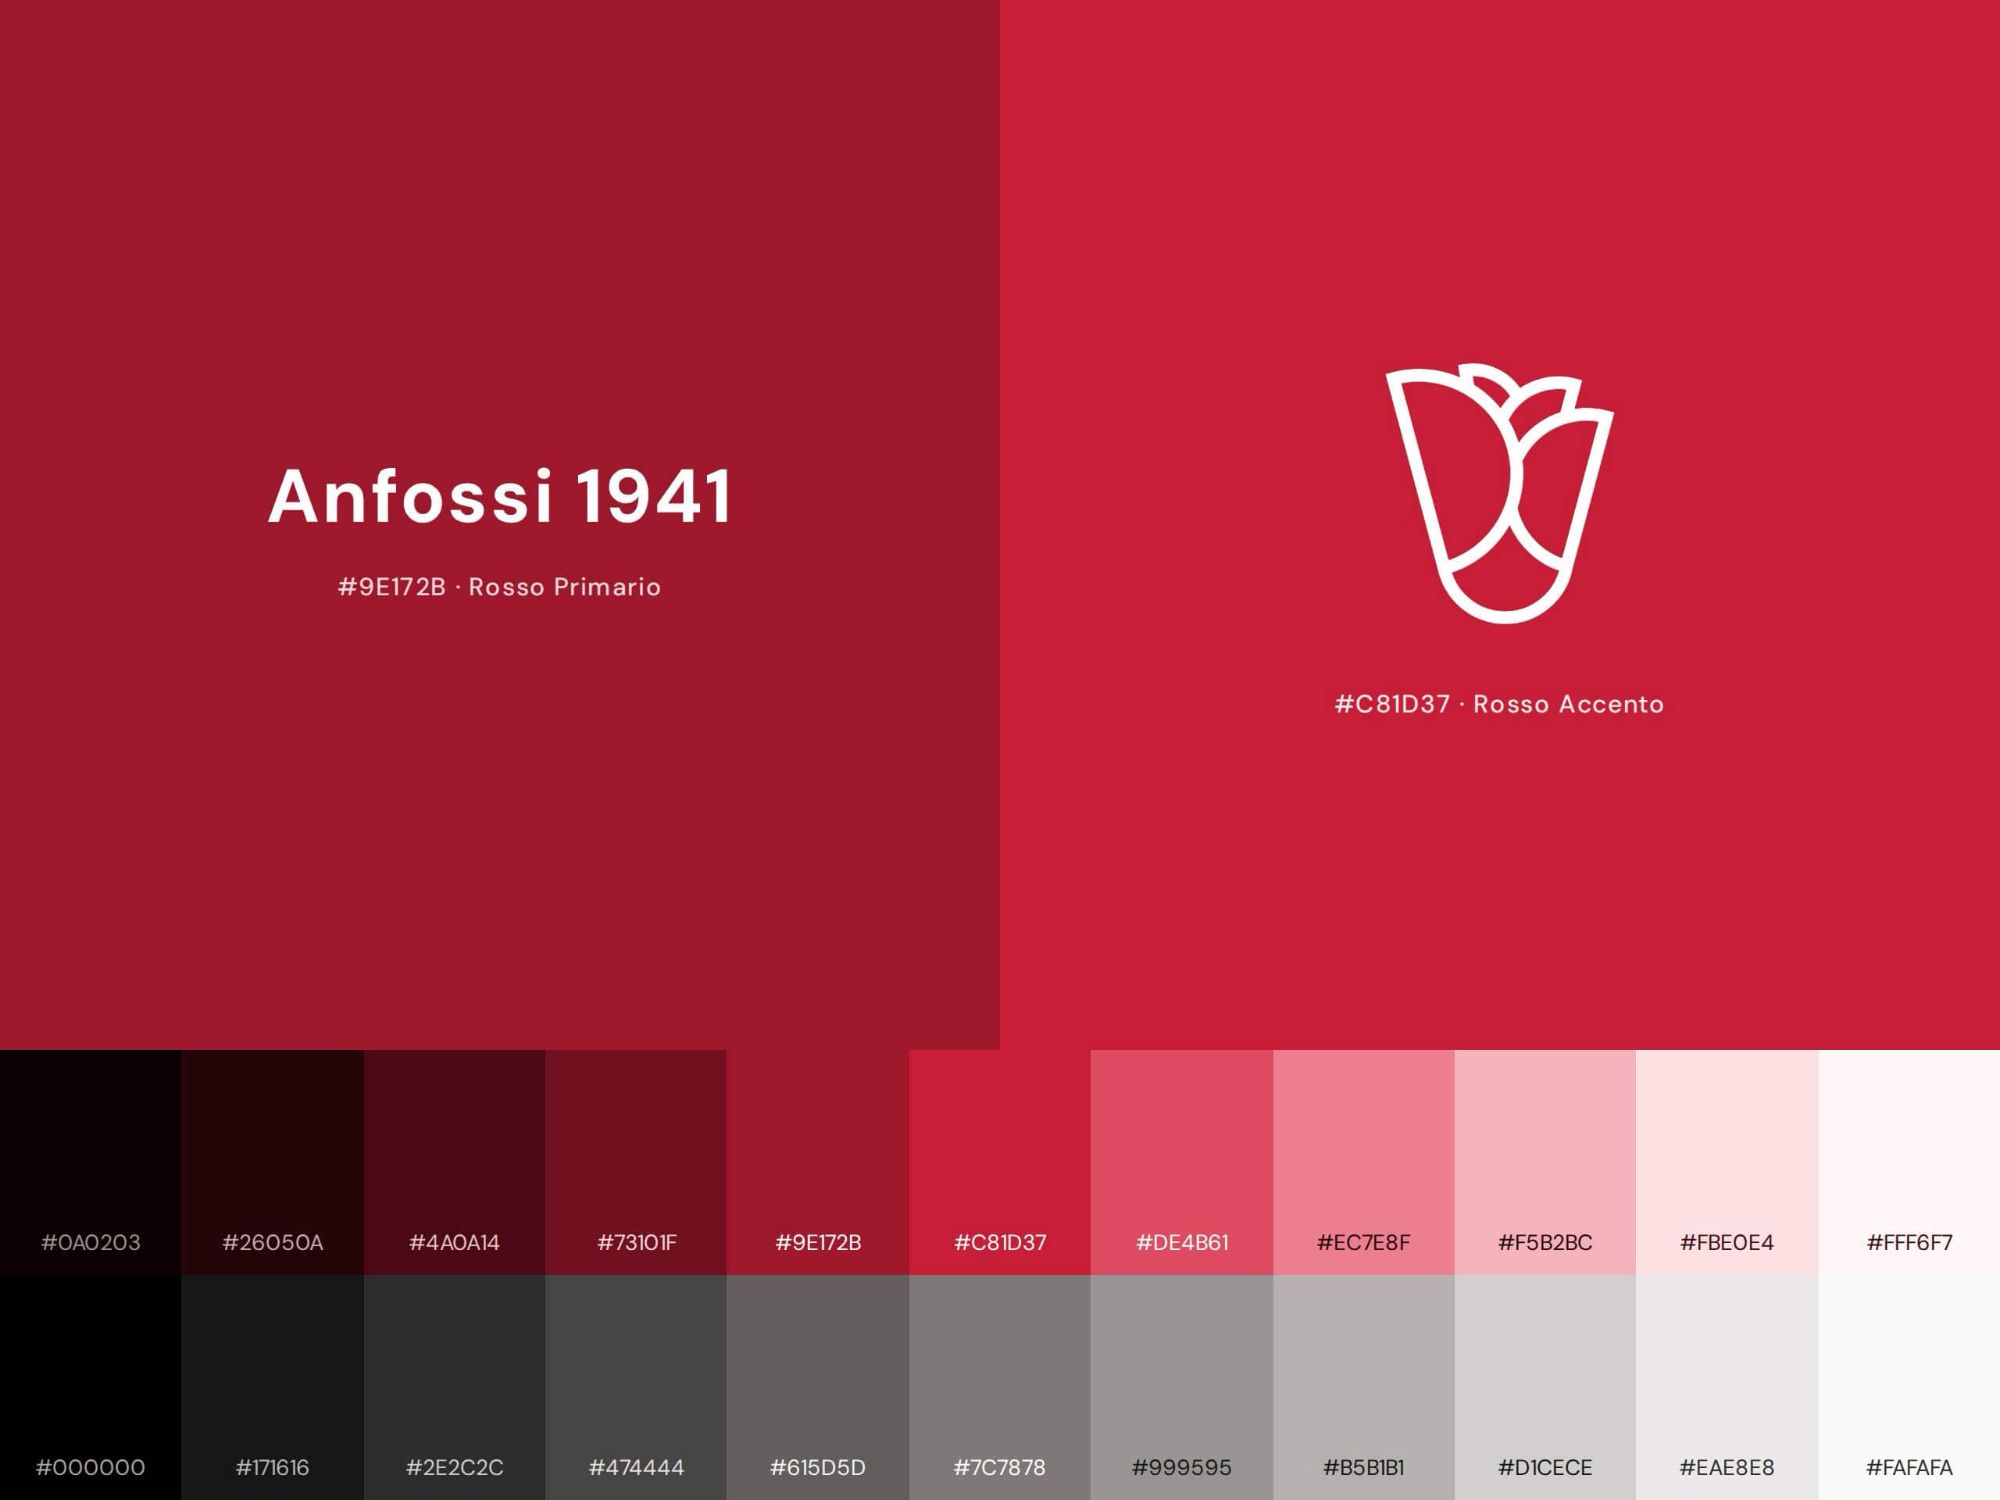 Anfossi 1941
#9E172B · Rosso Primario
#C81D37 · Rosso Accento
#0A0203
#26050A
#4A0A14
#73101F
#9E172B
#C81D37
#DE4B61
#EC7E8F
#F5B2BC
#FBE0E4
#FFF6F7
#000000
#171616
#2E2C2C
#474444
#615D5D
#7C7878
#999595
#B5B1B1
#D1CECE
#EAE8E8
#FAFAFA